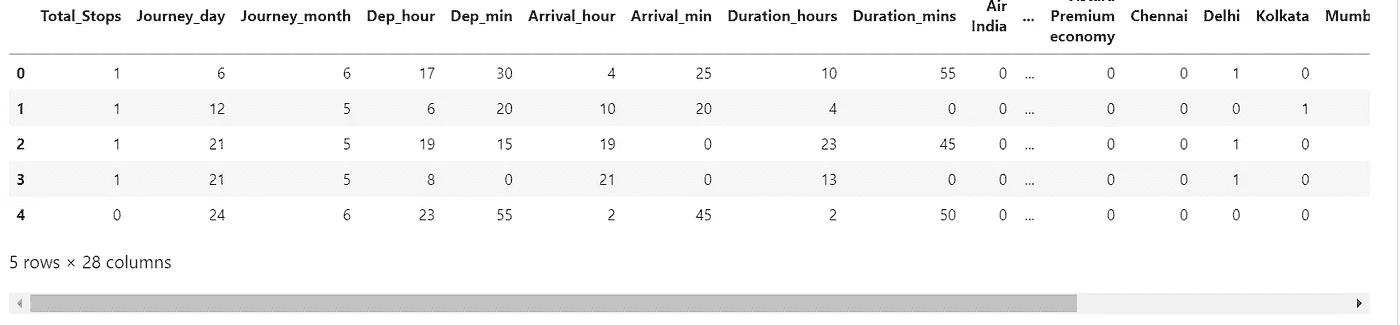 Total_Stops Journey_day Journey_month Dep_hour Dep_min Arrival_hour Arrival_min Duration_hours Duration_mins Air India ... Premium economy Chennai Delhi Kolkata Mumb
0 1 6 6 17 30 4 25 10 55 0 ... 0 0 1 0
1 1 12 5 6 20 10 20 4 0 0 ... 0 0 0 1
2 1 21 5 19 15 19 0 23 45 0 ... 0 0 1 0
3 1 21 5 8 0 21 0 13 0 0 ... 0 0 1 0
4 0 24 6 23 55 2 45 2 50 0 ... 0 0 0 0
5 rows × 28 columns